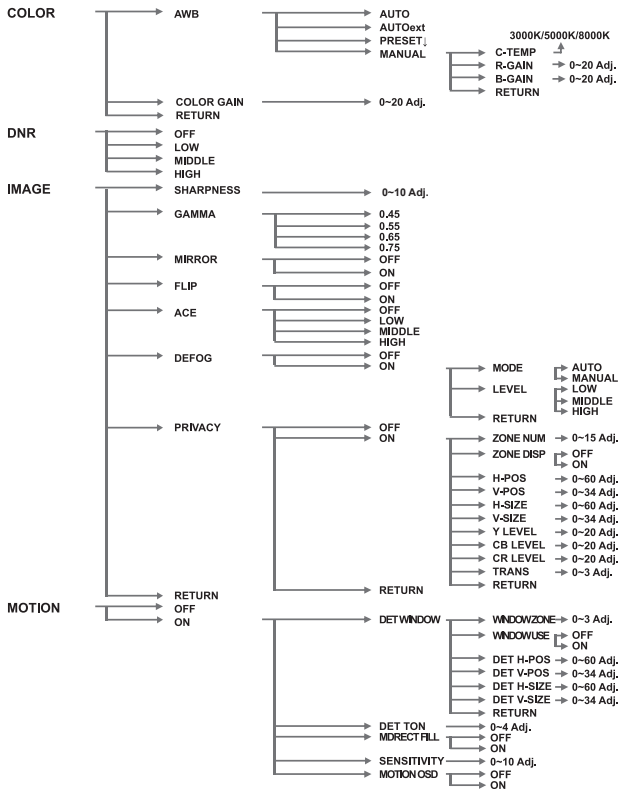 COLOR AWB AUTO
AUTOext 3000K/5000K/8000K
PRESET↓
MANUAL C-TEMP
R-GAIN 0~20 Adj.
B-GAIN 0~20 Adj.
RETURN
COLOR GAIN 0~20 Adj.
RETURN
DNR OFF
LOW
MIDDLE
HIGH
IMAGE SHARPNESS 0~10 Adj.
GAMMA 0.45
0.55
0.65
0.75
MIRROR OFF
ON
FLIP OFF
ON
ACE OFF
LOW
MIDDLE
HIGH
DEFOG OFF
ON MODE AUTO
MANUAL
LEVEL LOW
MIDDLE
HIGH
RETURN
PRIVACY OFF
ON ZONE NUM 0~15 Adj.
ZONE DISP OFF
ON
H-POS 0~60 Adj.
V-POS 0~34 Adj.
H-SIZE 0~60 Adj.
V-SIZE 0~34 Adj.
Y LEVEL 0~20 Adj.
CB LEVEL 0~20 Adj.
CR LEVEL 0~20 Adj.
TRANS 0~3 Adj.
RETURN
RETURN
RETURN
MOTION OFF
ON DET WINDOW WINDOWZONE 0~3 Adj.
WINDOWUSE OFF
ON
DET H-POS 0~60 Adj.
DET V-POS 0~34 Adj.
DET H-SIZE 0~60 Adj.
DET V-SIZE 0~34 Adj.
RETURN
DET TON 0~4 Adj.
MDRECT FILL OFF
ON
SENSITIVITY 0~10 Adj.
MOTION OSD OFF
ON